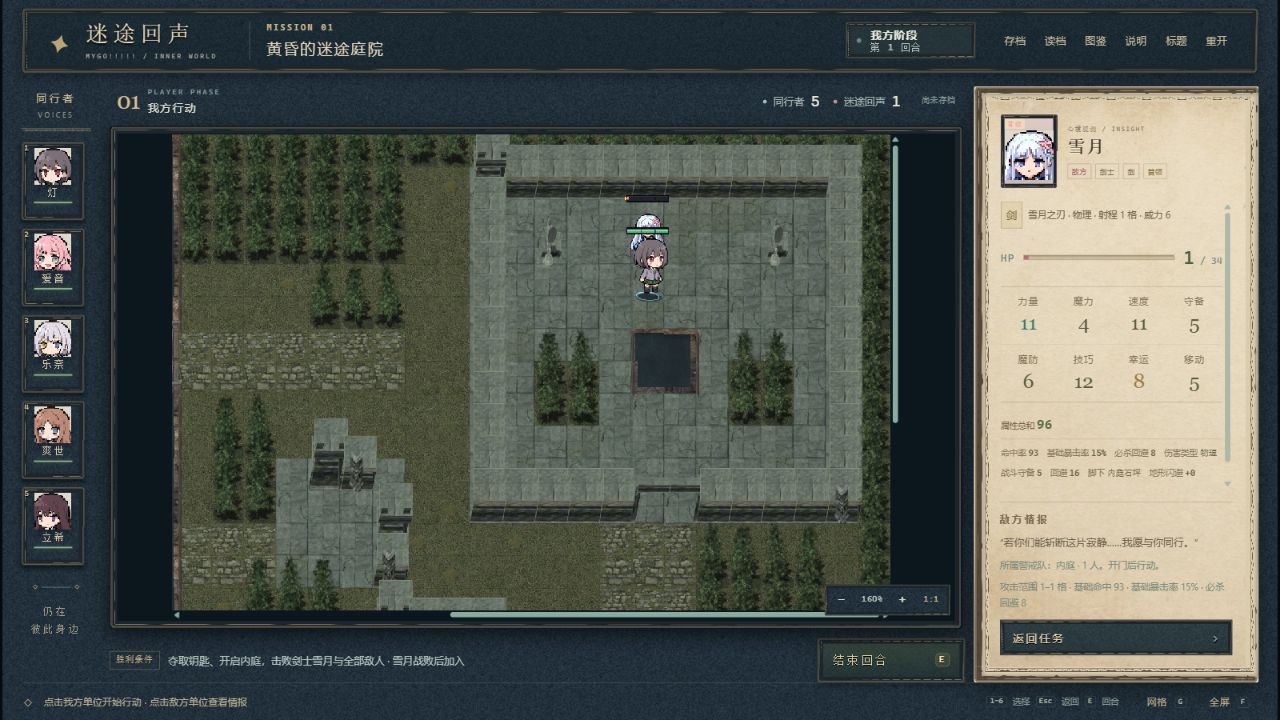 迷途回声
MYGO!!!!! / INNER WORLD
MISSION 01
黄昏的迷途庭院
我方阶段
第 1 回合
存档 读档 图鉴 说明 标题 重开
同行者
VOICES
01
PLAYER PHASE
我方行动
同行者 5
迷途回声 1
尚未存档
1
灯
2
爱音
3
乐奈
4
爽世
5
立希
仍在
彼此身边
160%
1:1
INSIGHT
雪月
敌方 剑士 剑 首领
剑 雪月之刃 · 物理 · 射程 1 格 · 威力 6
HP 1 / 34
力量 魔力 速度 守备
11 4 11 5
魔防 技巧 幸运 移动
6 12 8 5
属性总和 96
命中率 93 基础暴击率 15% 必杀回避 8 伤害类型 物理
战斗守备 5 回避 16 脚下 内庭石坪 地形闪避 +0
敌方情报
“若你们能斩断这片寂静……我愿与你同行。”
所属警戒队：内庭 · 1 人。开门后行动。
攻击范围 1–1 格 · 基础命中 93 · 基础暴击率 15% · 必杀
回避 8
返回任务
胜利条件 夺取钥匙、开启内庭，击败剑士雪月与全部敌人 · 雪月战败后加入
结束回合 E
点击我方单位开始行动 · 点击敌方单位查看情报
1–6 选择 Esc 返回 E 回合 网格 G 全屏 F